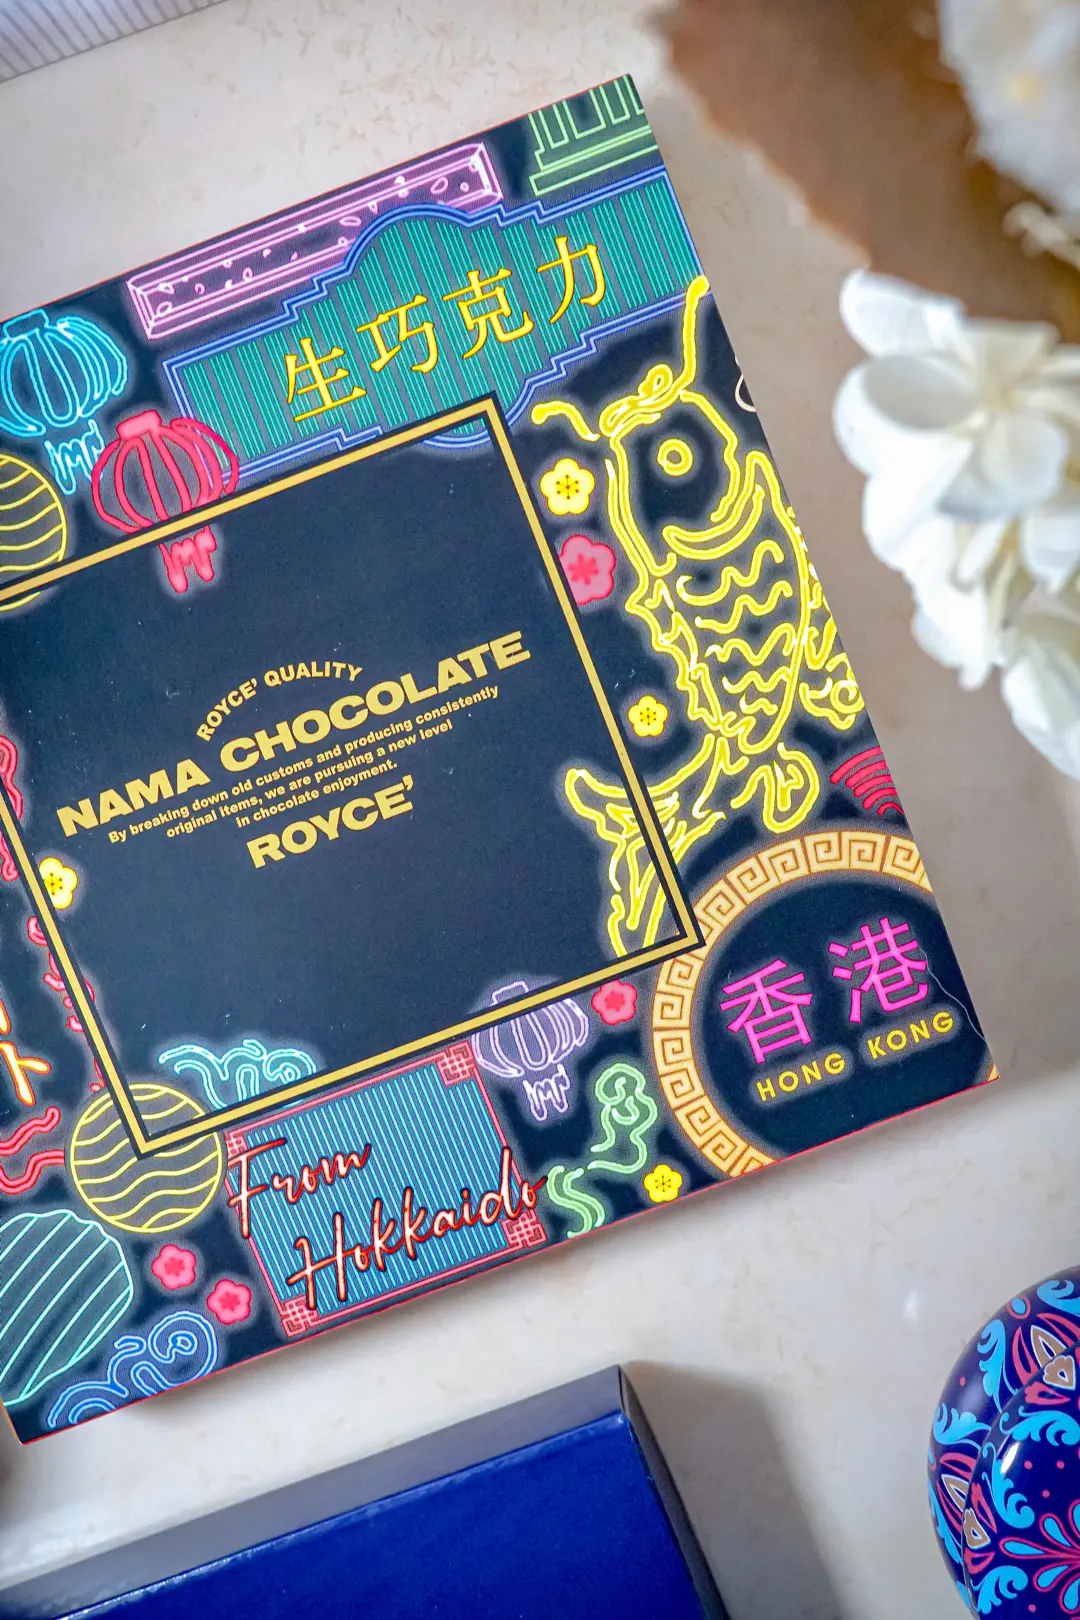 生巧克力
ROYCE' QUALITY
NAMA CHOCOLATE
By breaking down old customs and producing consistently
original items, we are pursuing a new level
in chocolate enjoyment.
ROYCE'
香港
HONG KONG
From
Hokkaido